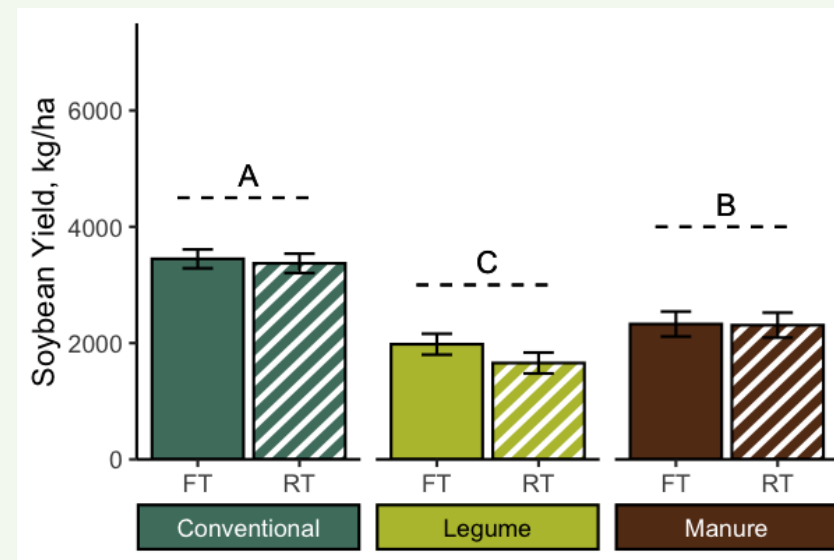 Soybean Yield, kg/ha
6000
4000
2000
0
A
C
B
FT RT FT RT FT RT
Conventional Legume Manure